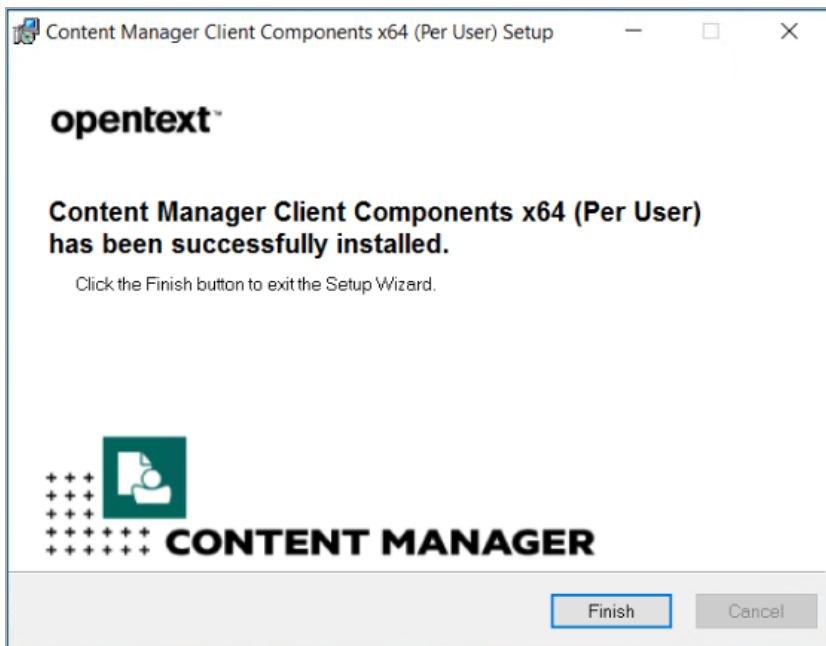 Content Manager Client Components x64 (Per User) Setup
opentext™
Content Manager Client Components x64 (Per User)
has been successfully installed.
Click the Finish button to exit the Setup Wizard.
CONTENT MANAGER
Finish
Cancel